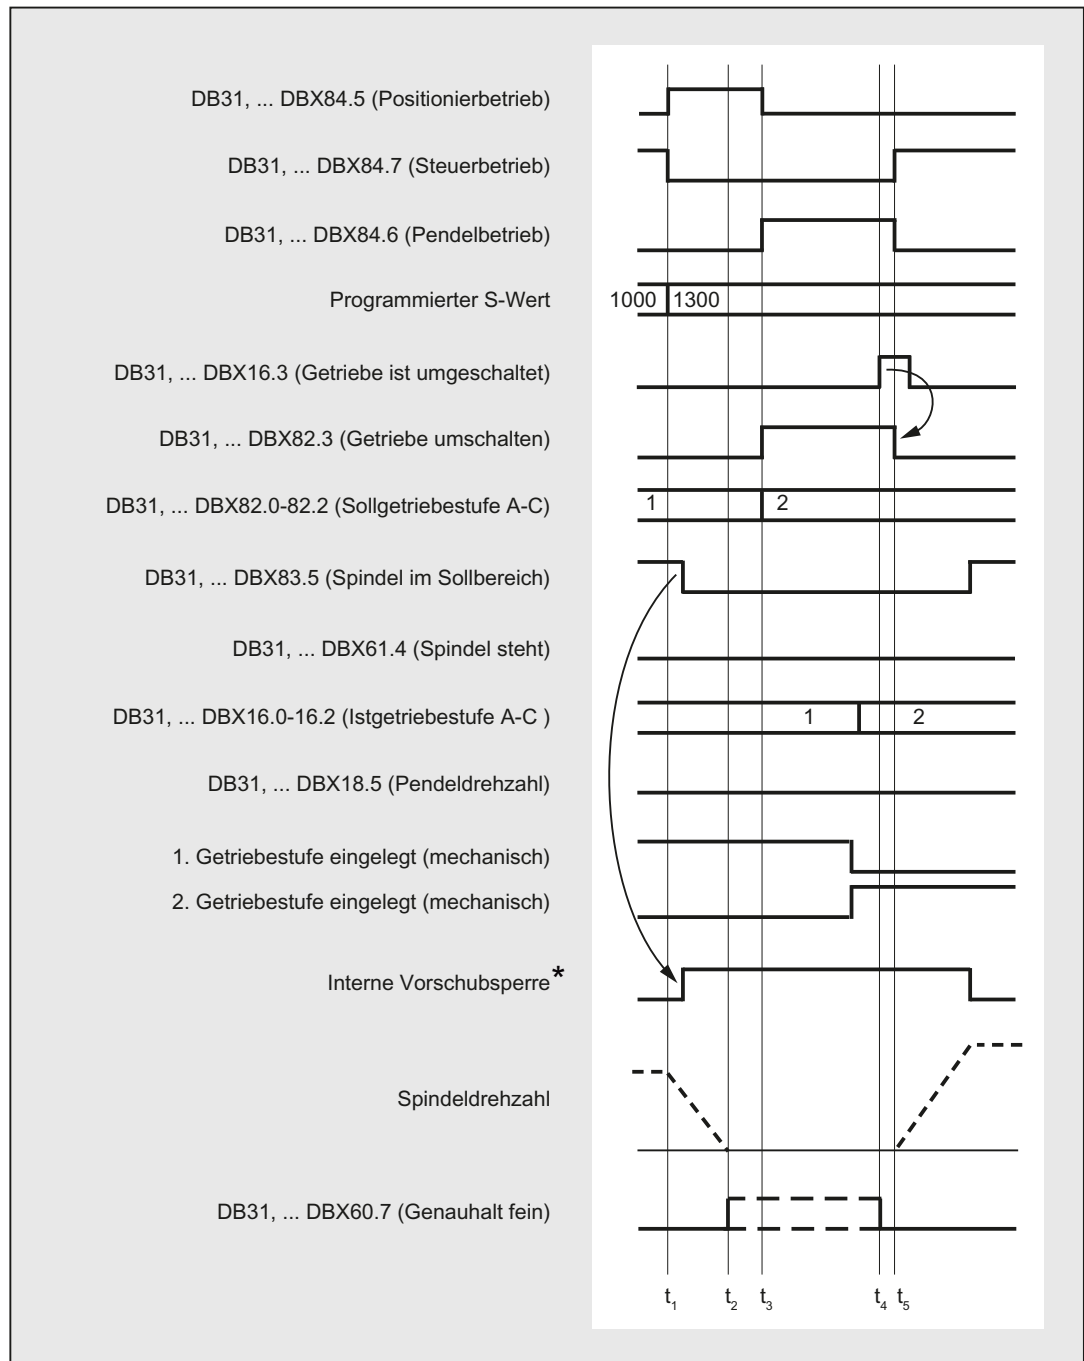 DB31, ... DBX84.5 (Positionierbetrieb)
DB31, ... DBX84.7 (Steuerbetrieb)
DB31, ... DBX84.6 (Pendelbetrieb)
Programmierter S-Wert 1000 1300
DB31, ... DBX16.3 (Getriebe ist umgeschaltet)
DB31, ... DBX82.3 (Getriebe umschalten)
DB31, ... DBX82.0-82.2 (Sollgetriebestufe A-C) 1 2
DB31, ... DBX83.5 (Spindel im Sollbereich)
DB31, ... DBX61.4 (Spindel steht)
DB31, ... DBX16.0-16.2 (Istgetriebestufe A-C ) 1 2
DB31, ... DBX18.5 (Pendeldrehzahl)
1. Getriebestufe eingelegt (mechanisch)
2. Getriebestufe eingelegt (mechanisch)
Interne Vorschubsperre*
Spindeldrehzahl
DB31, ... DBX60.7 (Genauhalt fein)
t1 t2 t3 t4 t5